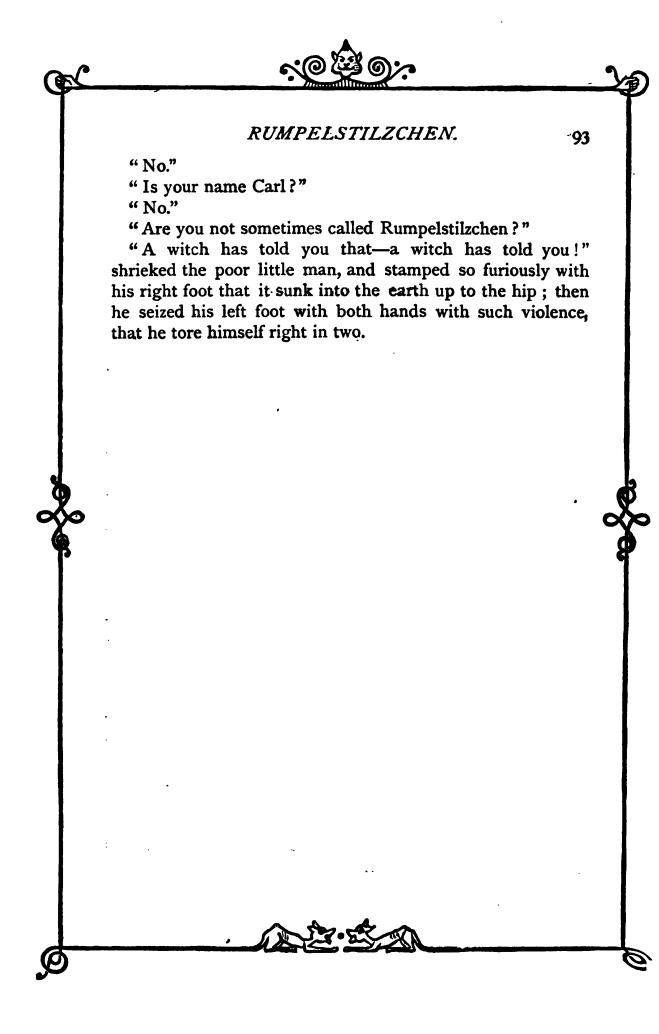 RUMPELSTILZCHEN. 93
“ No.”
“ Is your name Carl ? ”
“ No.”
“ Are you not sometimes called Rumpelstilzchen ? ”
“ A witch has told you that—a witch has told you ! ”
shrieked the poor little man, and stamped so furiously with
his right foot that it sunk into the earth up to the hip ; then
he seized his left foot with both hands with such violence,
that he tore himself right in two.